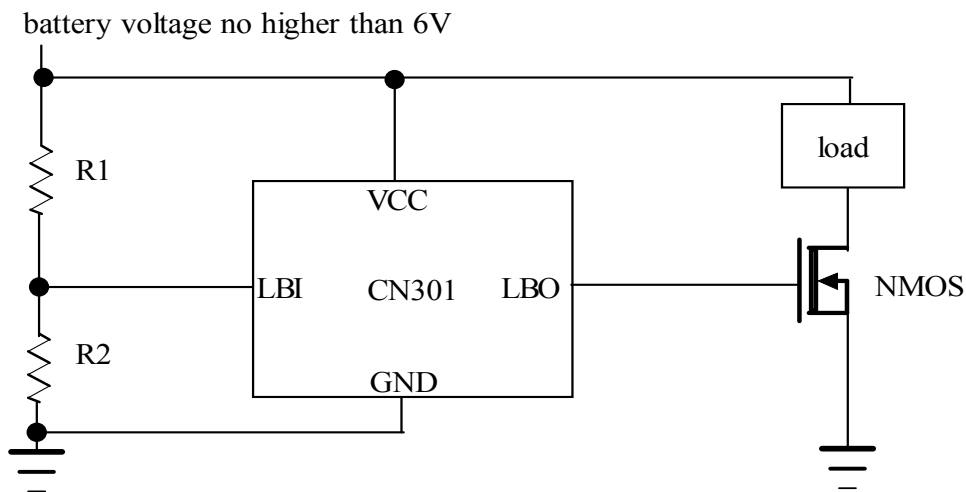 battery voltage no higher than 6V
R1
load
VCC
LBI
CN301
LBO
NMOS
R2
GND